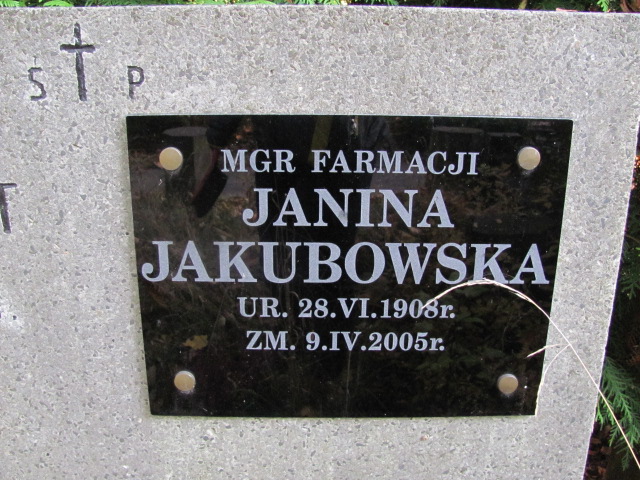 S P
MGR FARMACJI
JANINA
JAKUBOWSKA
UR. 28.VI.1908r.
ZM. 9.IV.2005r.